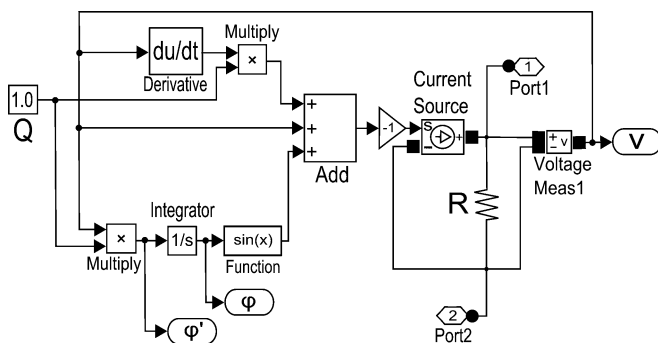 du/dt
Derivative
Multiply
×
1.0
Q
+
+
+
Add
-1
Current
Source
S
+
−
1
Port1
+
−
v
Voltage
Meas1
V
R
Integrator
×
Multiply
1/s
sin(x)
Function
φ
φ'
2
Port2